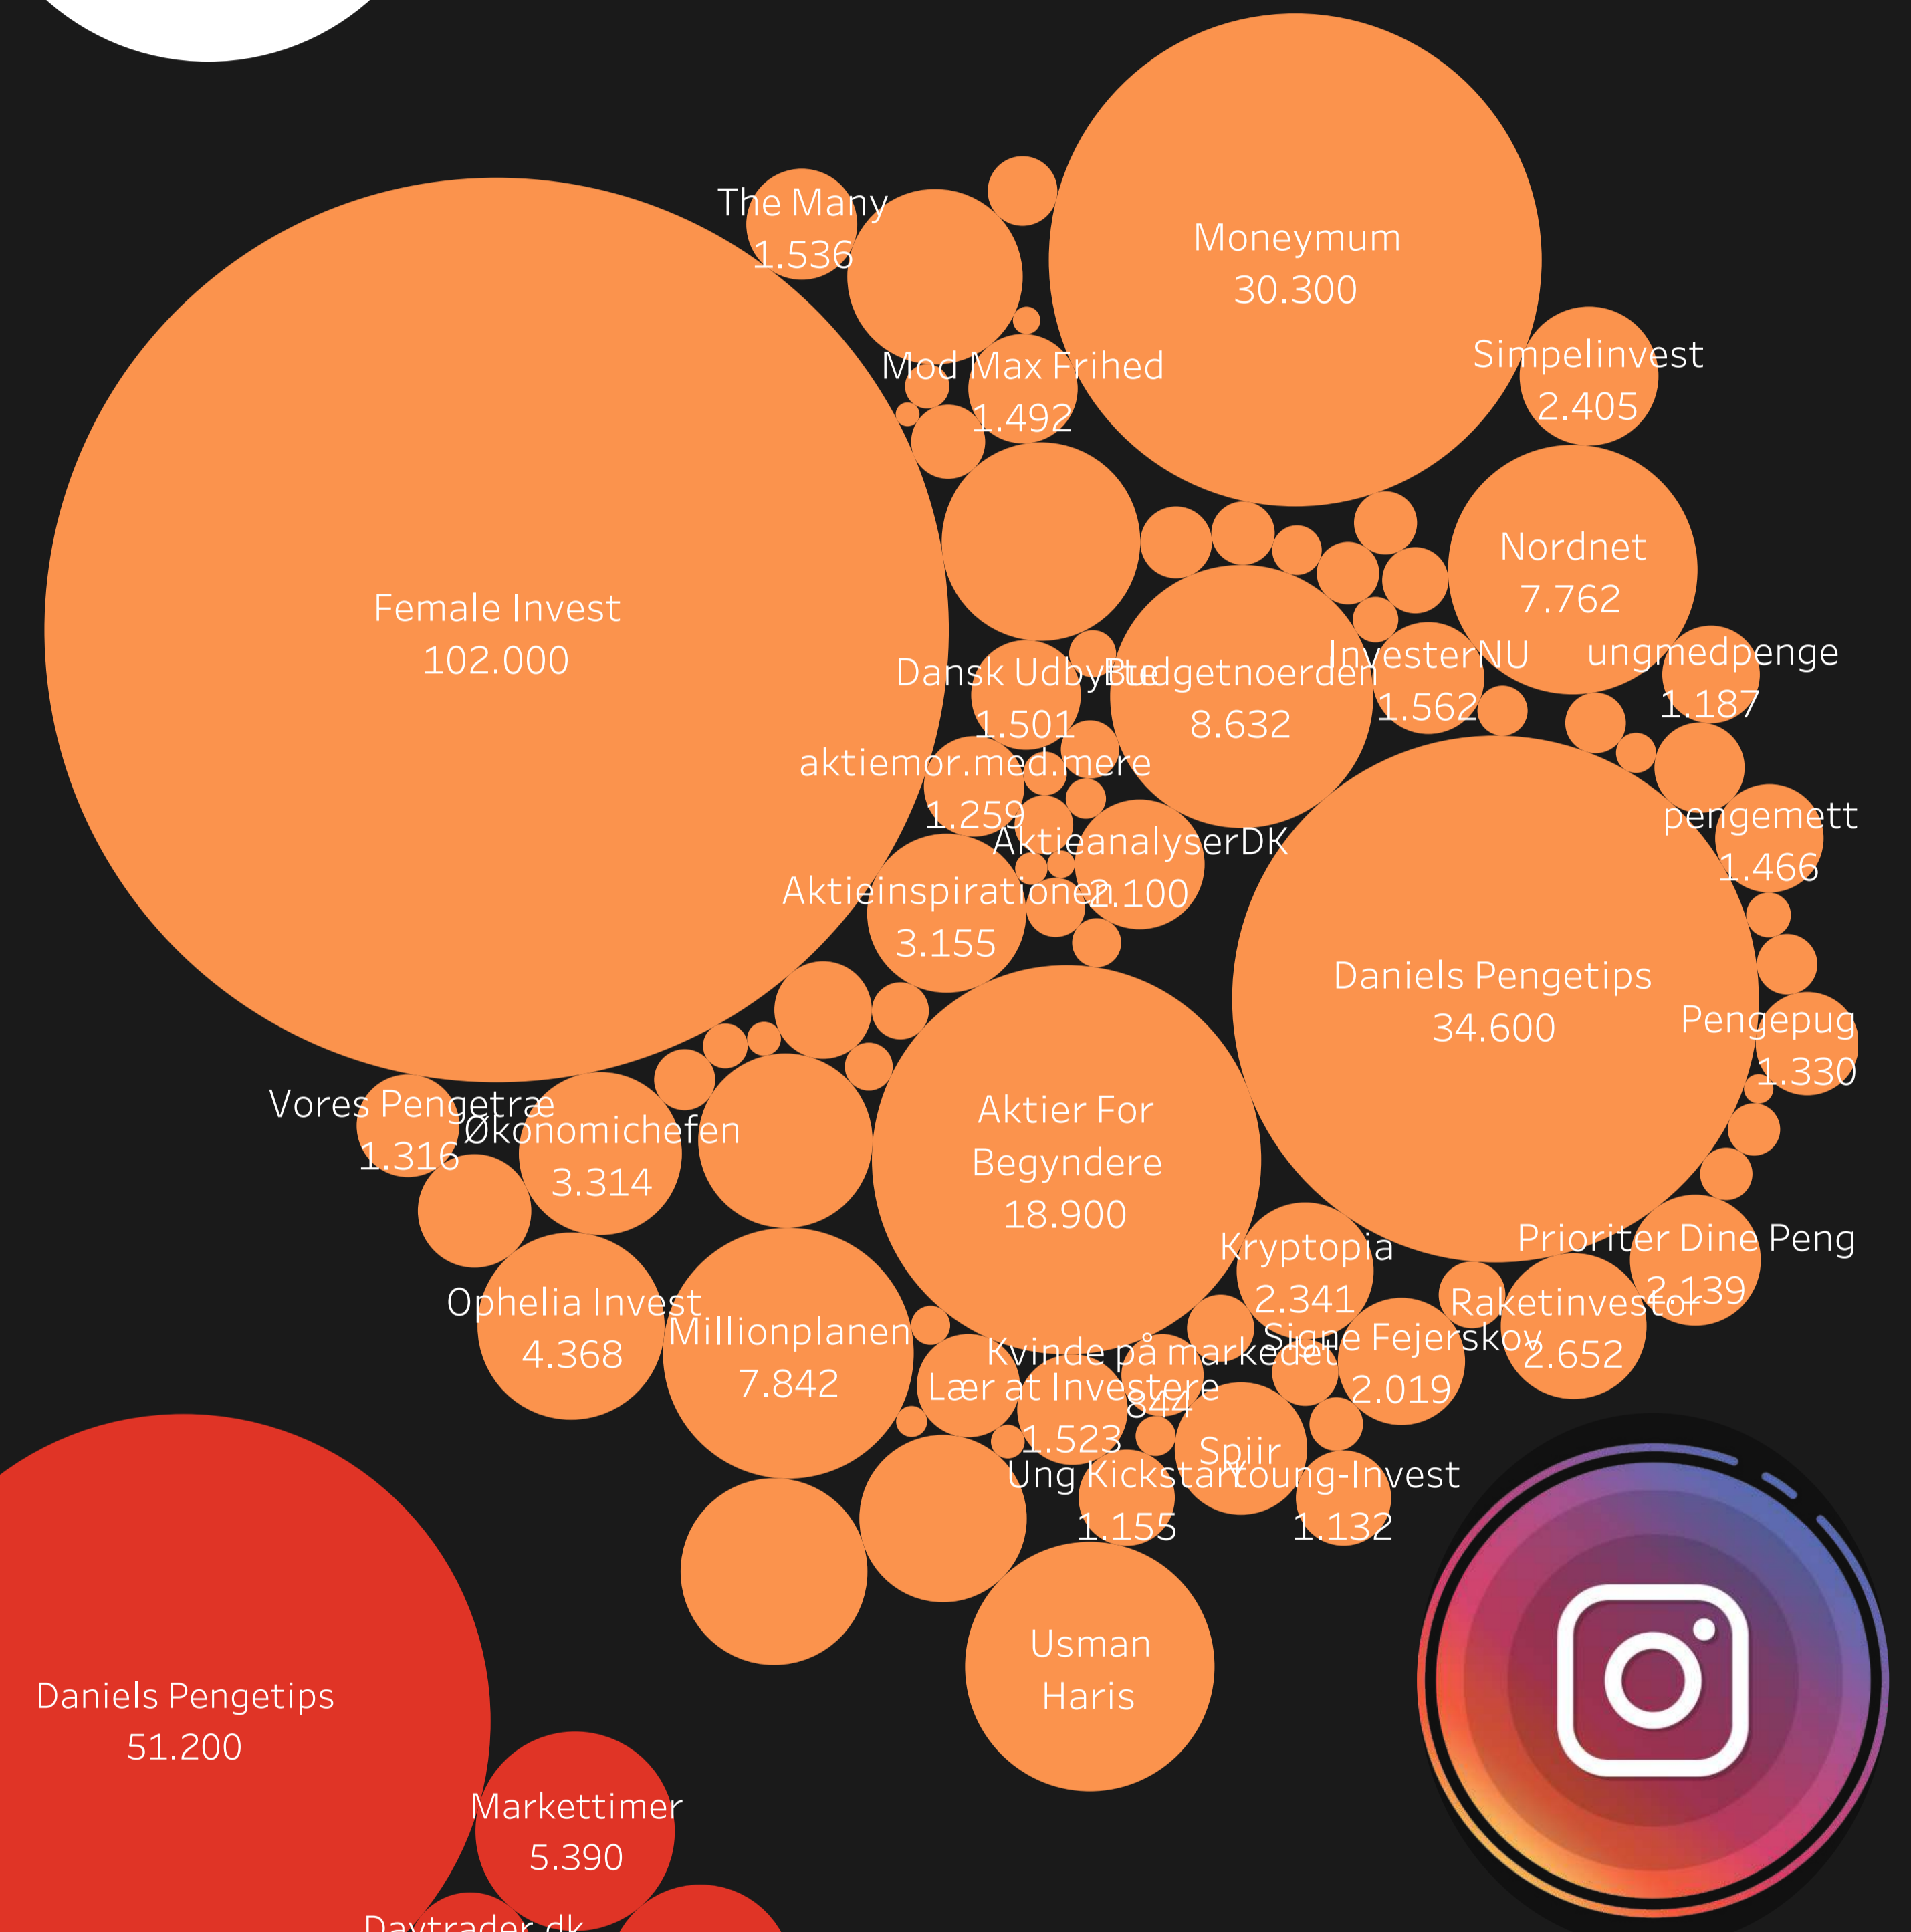 The Many
1.536
Moneymum
30.300
Mod Max Frihed
1.492
Simpelinvest
2.405
Nordnet
7.762
Female Invest
102.000
Dansk Udbytte
1.501
Budgetnoerden
8.632
InvesterNU
1.562
ungmedpenge
1.187
aktiemor.med.mere
1.259
pengemett
1.466
AktieanalyserDK
2.100
Aktieinspirationen
3.155
Daniels Pengetips
34.600
Pengepug
1.330
Vores Pengetræ
1.316
Økonomichefen
3.314
Aktier For
Begyndere
18.900
Kryptopia
2.341
Prioriter Dine Peng
2.139
Ophelia Invest
4.368
Millionplanen
7.842
Raketinvestor
2.652
Signe Fejerskov
2.019
Kvinde på markedet
844
Lær at Investere
1.523
Spiir
Ung Kickstart
1.155
Young-Invest
1.132
Usman
Haris
Daniels Pengetips
51.200
Markettimer
5.390
Daytrader.dk